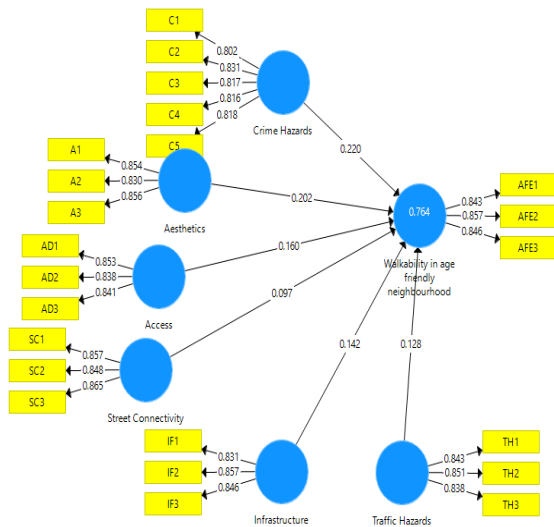 C1
C2
C3
C4
C5
0.802
0.831
0.817
0.816
0.818
Crime Hazards
0.220
A1
A2
A3
0.854
0.830
0.856
Aesthetics
0.202
AD1
AD2
AD3
0.853
0.838
0.841
Access
0.160
SC1
SC2
SC3
0.857
0.848
0.865
Street Connectivity
0.097
0.764
Walkability in age
friendly
neighbourhood
0.843
0.857
0.846
AFE1
AFE2
AFE3
0.142
0.128
IF1
IF2
IF3
0.831
0.857
0.846
Infrastructure
Traffic Hazards
0.843
0.851
0.838
TH1
TH2
TH3